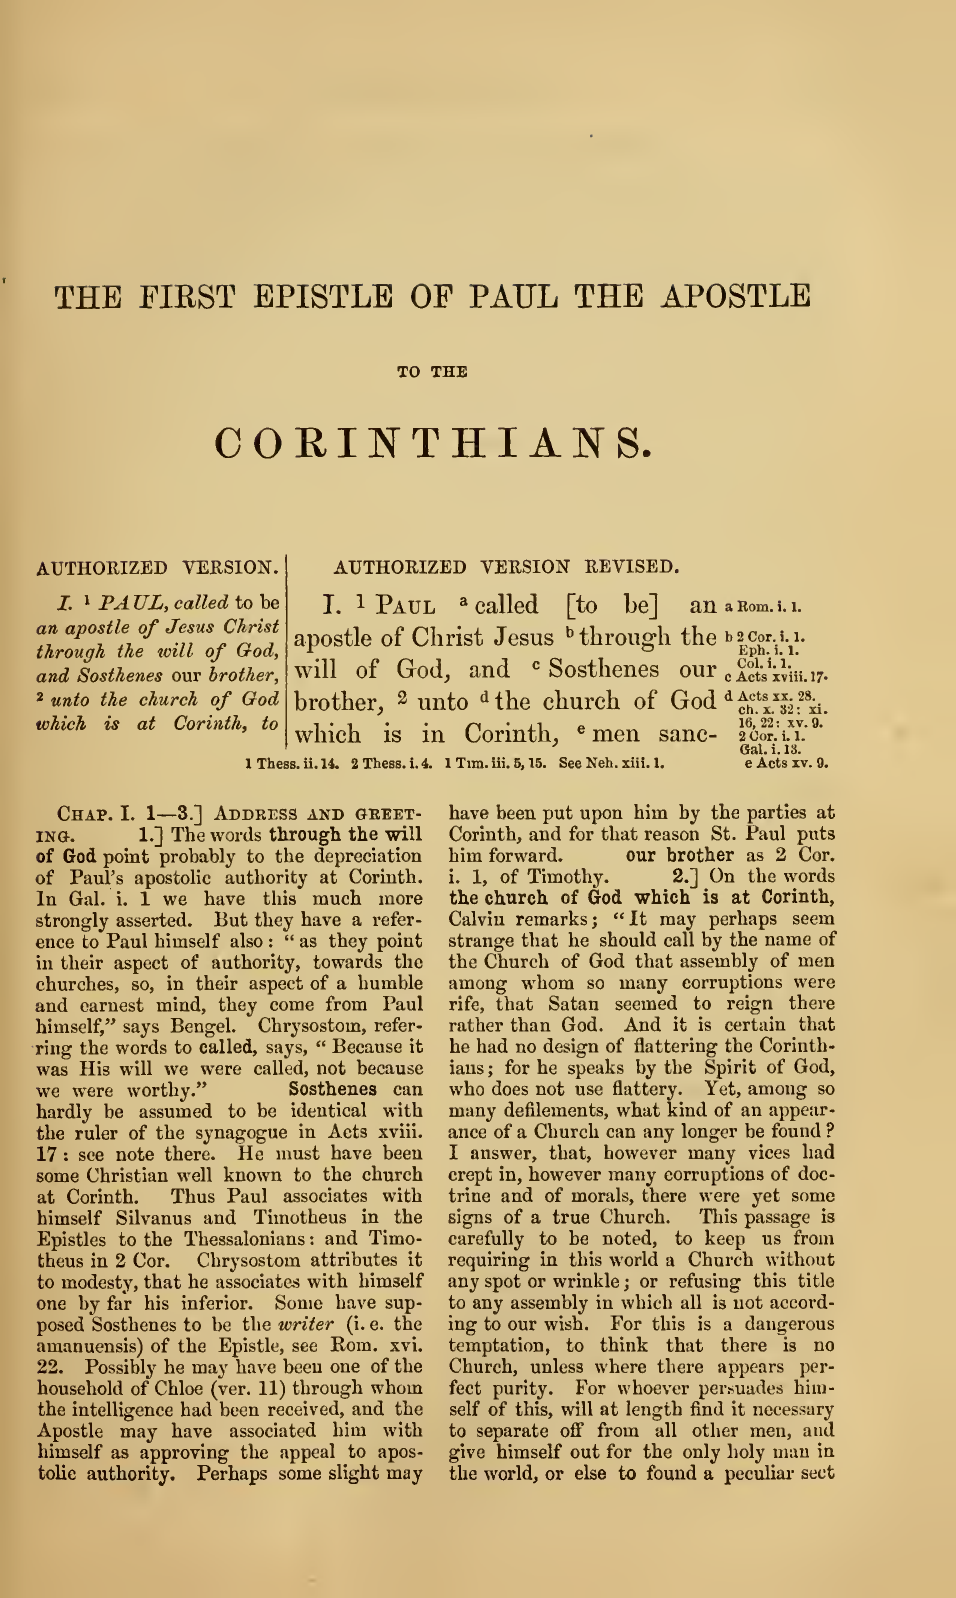 THE FIRST EPISTLE OF PAUL THE APOSTLE
TO THE
CORINTHIANS.
AUTHORIZED VERSION.
I. ¹ PAUL, called to be
an apostle of Jesus Christ
through the will of God,
and Sosthenes our brother,
² unto the church of God
which is at Corinth, to
AUTHORIZED VERSION REVISED.
I. ¹ PAUL ᵃ called [to be] an
apostle of Christ Jesus ᵇ through the
will of God, and ᶜ Sosthenes our
brother, ² unto ᵈ the church of God
which is in Corinth, ᵉ men sanc-
a Rom. i. 1.
b 2 Cor. i. 1.
Eph. i. 1.
Col. i. 1.
c Acts xviii. 17.
d Acts xx. 28.
ch. x. 32: xi.
16, 22: xv. 9.
2 Cor. i. 1.
Gal. i. 13.
1 Thess. ii. 14. 2 Thess. i. 4. 1 Tim. iii. 5, 15. See Neh. xiii. 1.
e Acts xv. 9.
CHAP. I. 1—3.] ADDRESS AND GREET-
ING. 1.] The words through the will
of God point probably to the depreciation
of Paul's apostolic authority at Corinth.
In Gal. i. 1 we have this much more
strongly asserted. But they have a refer-
ence to Paul himself also: "as they point
in their aspect of authority, towards the
churches, so, in their aspect of a humble
and earnest mind, they come from Paul
himself," says Bengel. Chrysostom, refer-
ring the words to called, says, "Because it
was His will we were called, not because
we were worthy." Sosthenes can
hardly be assumed to be identical with
the ruler of the synagogue in Acts xviii.
17: see note there. He must have been
some Christian well known to the church
at Corinth. Thus Paul associates with
himself Silvanus and Timotheus in the
Epistles to the Thessalonians: and Timo-
theus in 2 Cor. Chrysostom attributes it
to modesty, that he associates with himself
one by far his inferior. Some have sup-
posed Sosthenes to be the writer (i. e. the
amanuensis) of the Epistle, see Rom. xvi.
22. Possibly he may have been one of the
household of Chloe (ver. 11) through whom
the intelligence had been received, and the
Apostle may have associated him with
himself as approving the appeal to apos-
tolic authority. Perhaps some slight may
have been put upon him by the parties at
Corinth, and for that reason St. Paul puts
him forward. our brother as 2 Cor.
i. 1, of Timothy. 2.] On the words
the church of God which is at Corinth,
Calvin remarks; "It may perhaps seem
strange that he should call by the name of
the Church of God that assembly of men
among whom so many corruptions were
rife, that Satan seemed to reign there
rather than God. And it is certain that
he had no design of flattering the Corinth-
ians; for he speaks by the Spirit of God,
who does not use flattery. Yet, among so
many defilements, what kind of an appear-
ance of a Church can any longer be found?
I answer, that, however many vices had
crept in, however many corruptions of doc-
trine and of morals, there were yet some
signs of a true Church. This passage is
carefully to be noted, to keep us from
requiring in this world a Church without
any spot or wrinkle; or refusing this title
to any assembly in which all is not accord-
ing to our wish. For this is a dangerous
temptation, to think that there is no
Church, unless where there appears per-
fect purity. For whoever persuades him-
self of this, will at length find it necessary
to separate off from all other men, and
give himself out for the only holy man in
the world, or else to found a peculiar sect